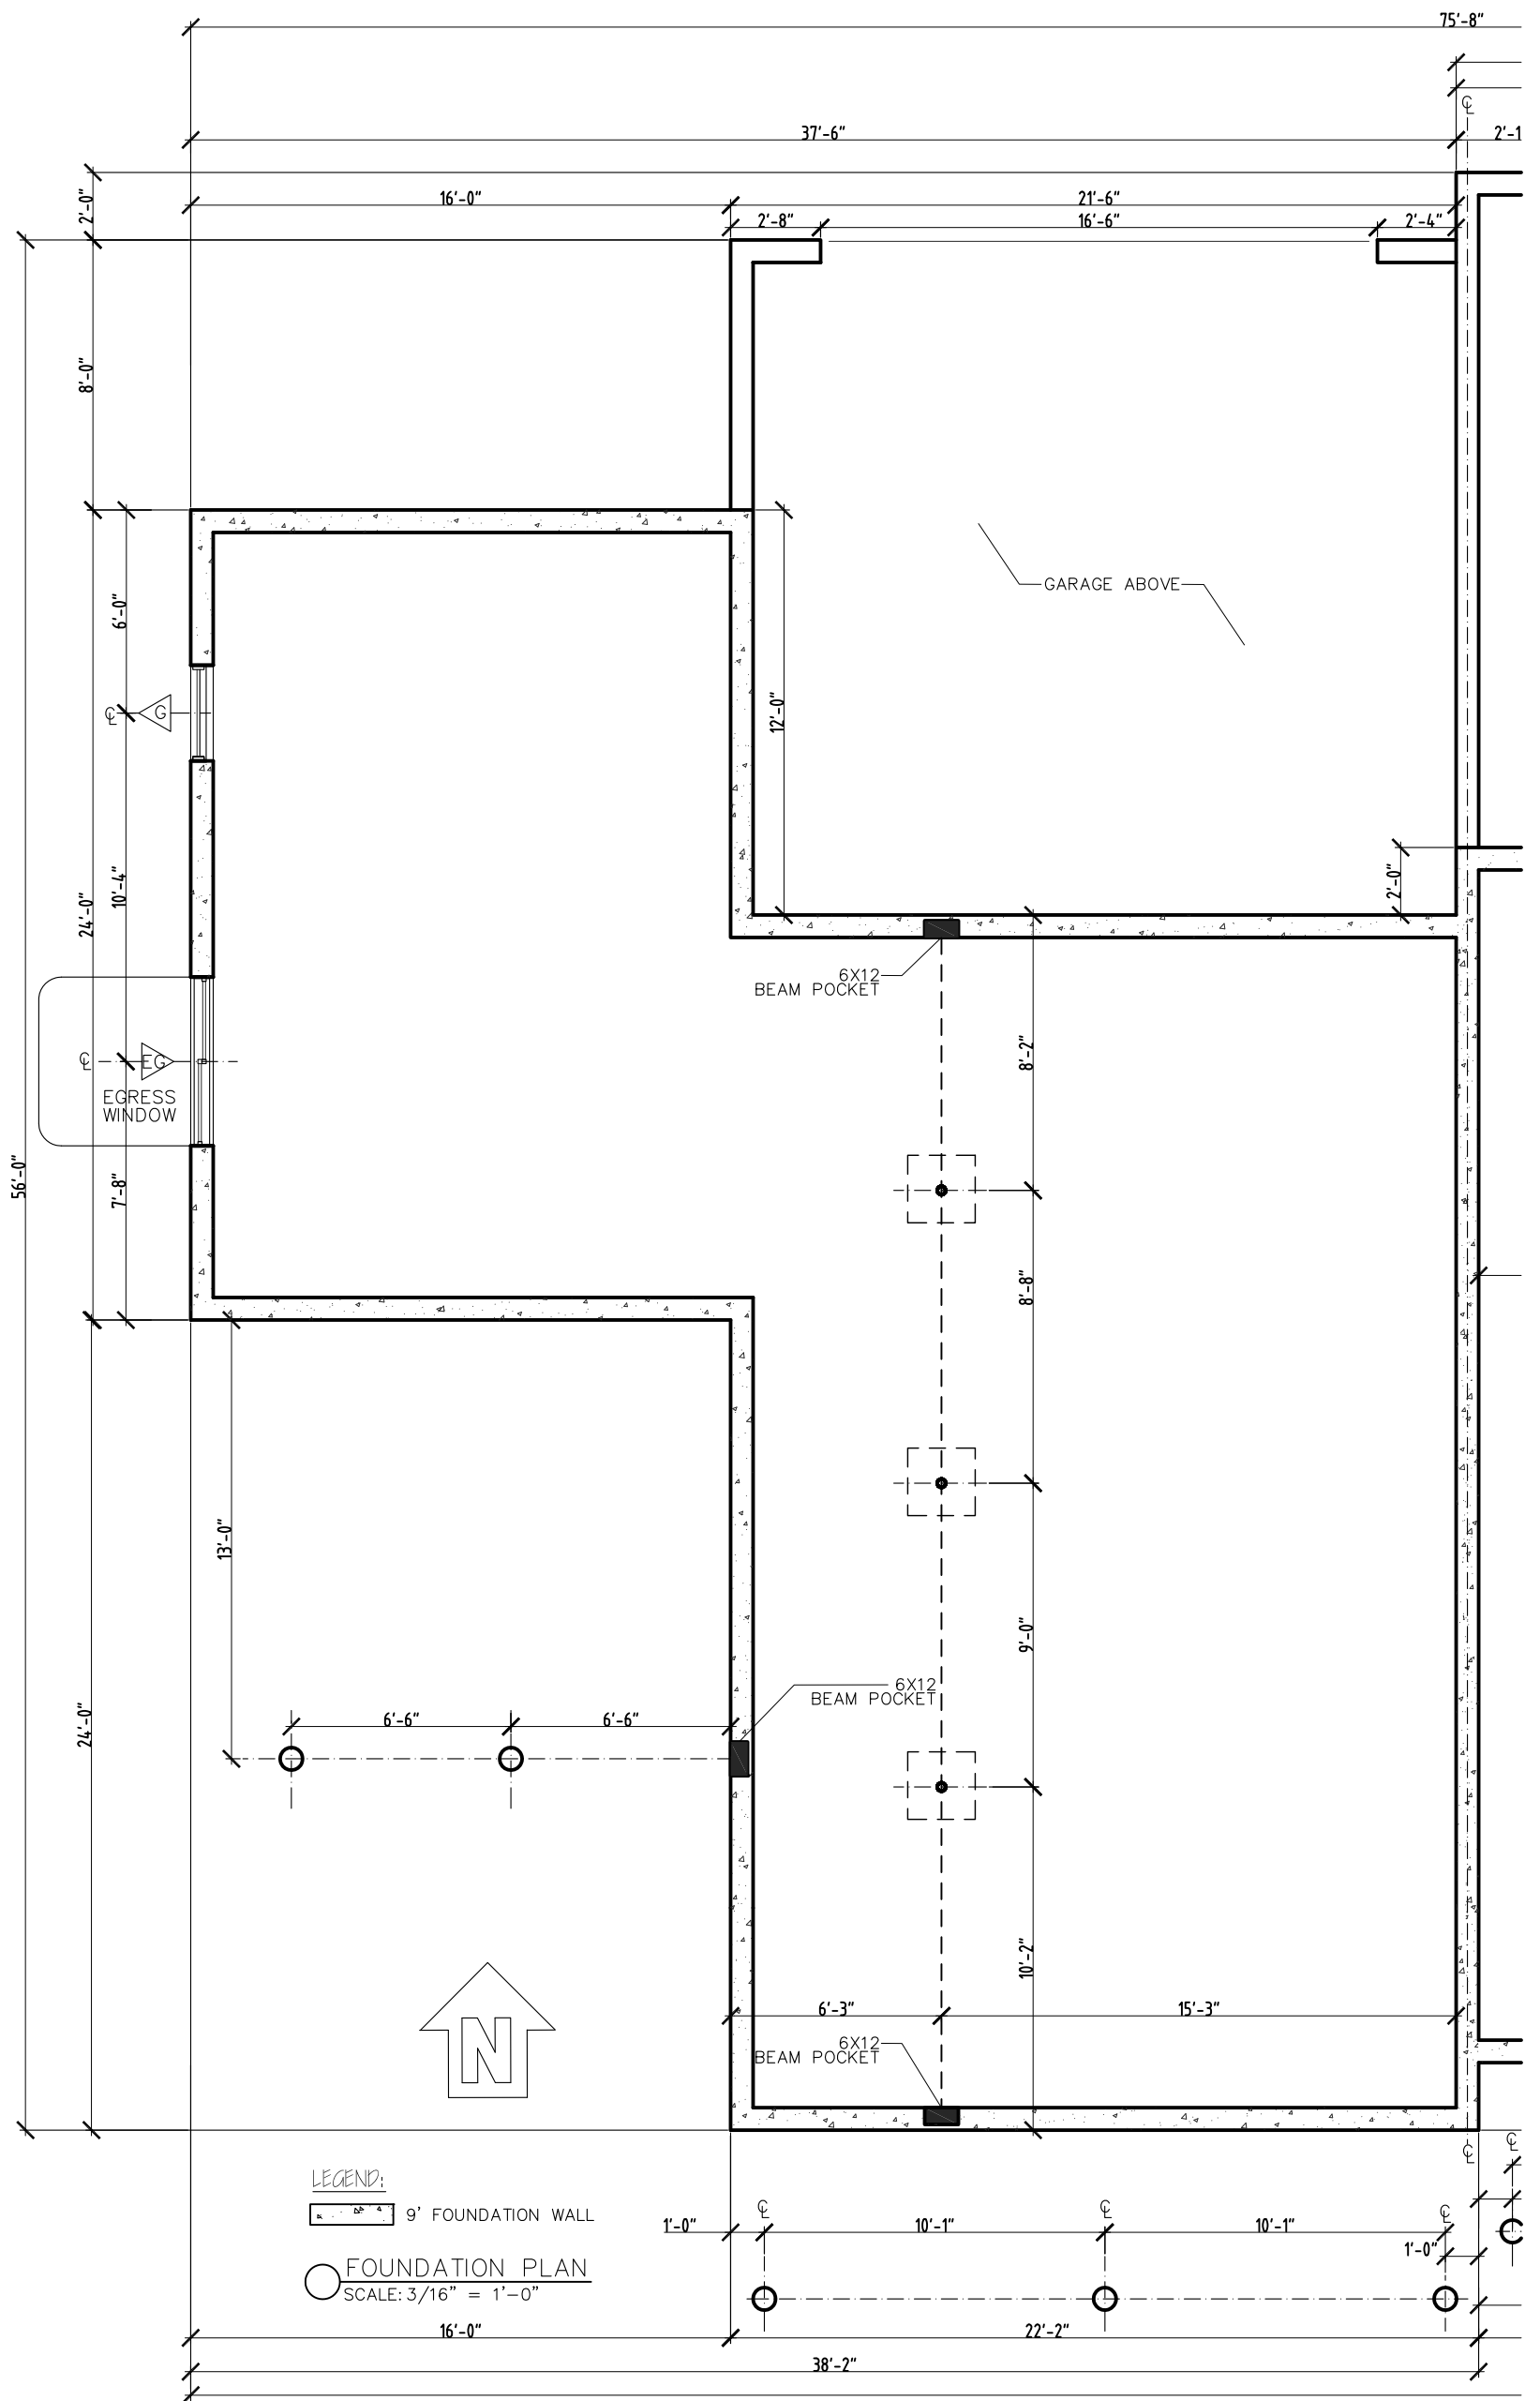 75'-8"
℄
37'-6"
2'-1
16'-0"
21'-6"
2'-0"
2'-8"
16'-6"
2'-4"
8'-0"
6'-0"
GARAGE ABOVE
℄
G
12'-0"
10'-4"
24'-0"
2'-0"
6X12
BEAM POCKET
8'-2"
℄
EG
EGRESS
WINDOW
56'-0"
7'-8"
8'-8"
13'-0"
9'-0"
6X12
BEAM POCKET
6'-6"
6'-6"
24'-0"
10'-2"
6'-3"
15'-3"
N
6X12
BEAM POCKET
℄
℄
LEGEND:
9' FOUNDATION WALL
℄
℄
℄
1'-0"
10'-1"
10'-1"
1'-0"
FOUNDATION PLAN
SCALE: 3/16" = 1'-0"
16'-0"
22'-2"
38'-2"